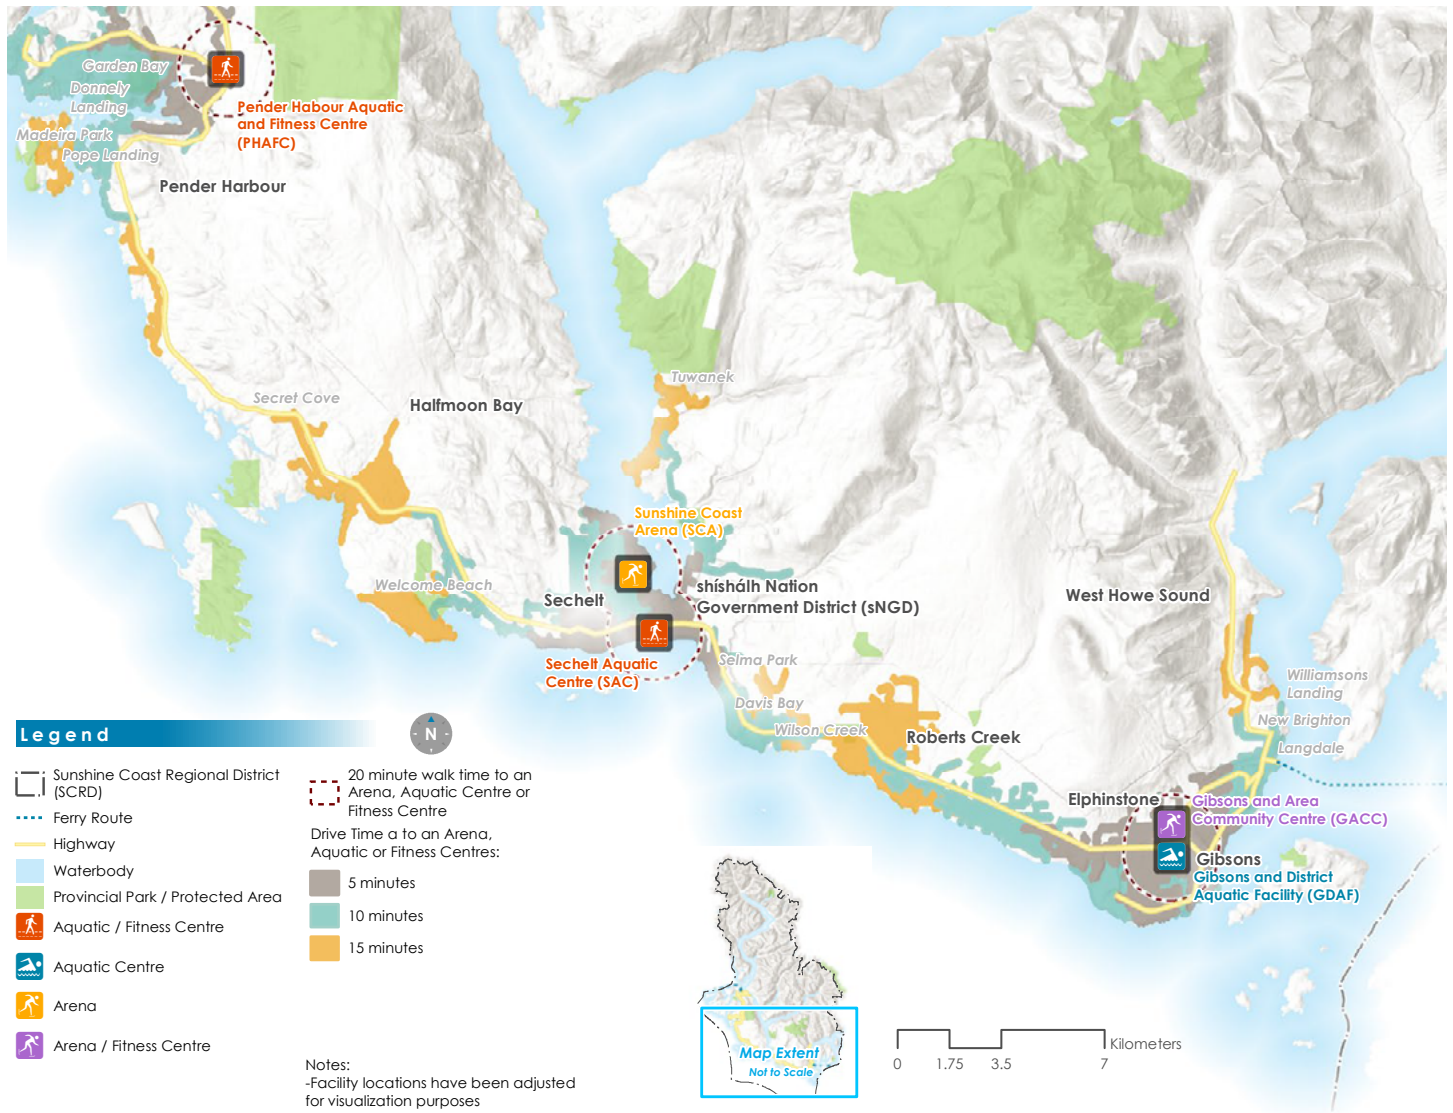 Garden Bay
Donnely
Landing
Madeira Park
Pope Landing
Pender Habour Aquatic
and Fitness Centre
(PHAFC)
Pender Harbour
Tuwanek
Secret Cove
Halfmoon Bay
Sunshine Coast
Arena (SCA)
Welcome Beach
Sechelt
shíshálh Nation
Government District (sNGD)
West Howe Sound
Sechelt Aquatic
Centre (SAC)
Selma Park
Davis Bay
Wilson Creek
Roberts Creek
Williamsons
Landing
New Brighton
Langdale
Elphinstone
Gibsons and Area
Community Centre (GACC)
Gibsons
Gibsons and District
Aquatic Facility (GDAF)
Legend
N
Sunshine Coast Regional District
(SCRD)
Ferry Route
Highway
Waterbody
Provincial Park / Protected Area
Aquatic / Fitness Centre
Aquatic Centre
Arena
Arena / Fitness Centre
20 minute walk time to an
Arena, Aquatic Centre or
Fitness Centre
Drive Time a to an Arena,
Aquatic or Fitness Centres:
5 minutes
10 minutes
15 minutes
Notes:
-Facility locations have been adjusted
for visualization purposes
Map Extent
Not to Scale
Kilometers
0 1.75 3.5 7